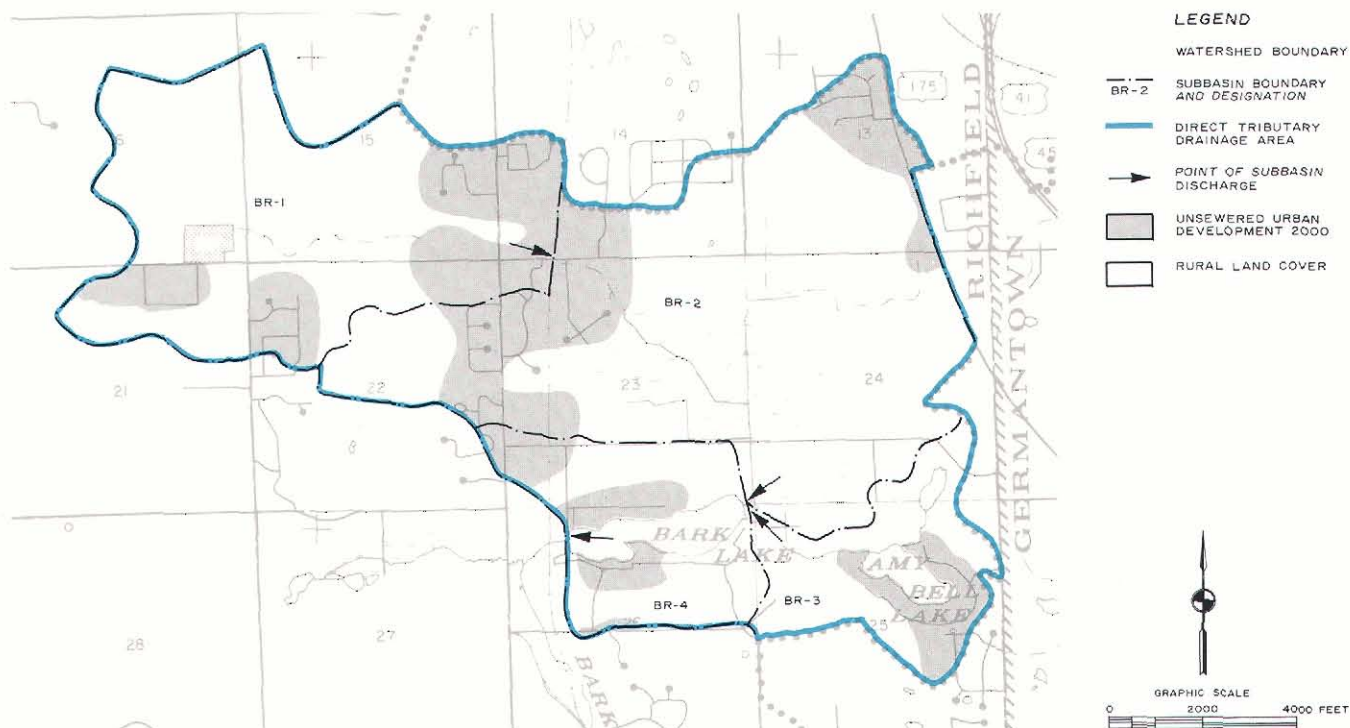 LEGEND
WATERSHED BOUNDARY
BR-2
SUBBASIN BOUNDARY
AND DESIGNATION
DIRECT TRIBUTARY
DRAINAGE AREA
POINT OF SUBBASIN
DISCHARGE
UNSEWERED URBAN
DEVELOPMENT 2000
RURAL LAND COVER
175
41
45
13
14
15
BR-1
RICHFIELD
GERMANTOWN
BR-2
21
22
23
24
BARK
LAKE
AMY
BELL
LAKE
BR-4
BR-3
25
28
27
BARK
GRAPHIC SCALE
0 2000 4000 FEET